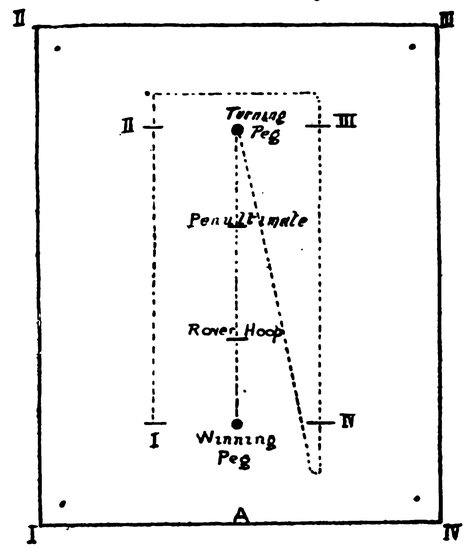 II III
II Turning III
Peg
Penultimate
Rover Hoop
I Winning IV
Peg
I A IV